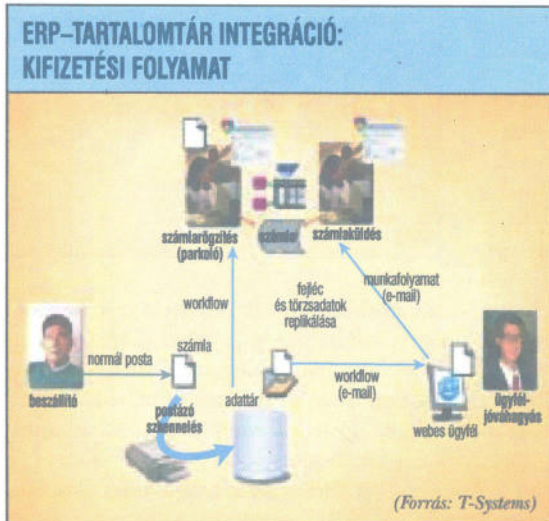 ERP–TARTALOMTÁR INTEGRÁCIÓ:
KIFIZETÉSI FOLYAMAT
számlarögzítés
(parkoló)
számla
számlaküldés
workflow
fejléc
és törzsadatok
replikálása
munkafolyamat
(e-mail)
beszállító
normál posta
számla
postázó
szkennelés
adattár
workflow
(e-mail)
webes ügyfél
ügyfél-
jóváhagyás
(Forrás: T-Systems)